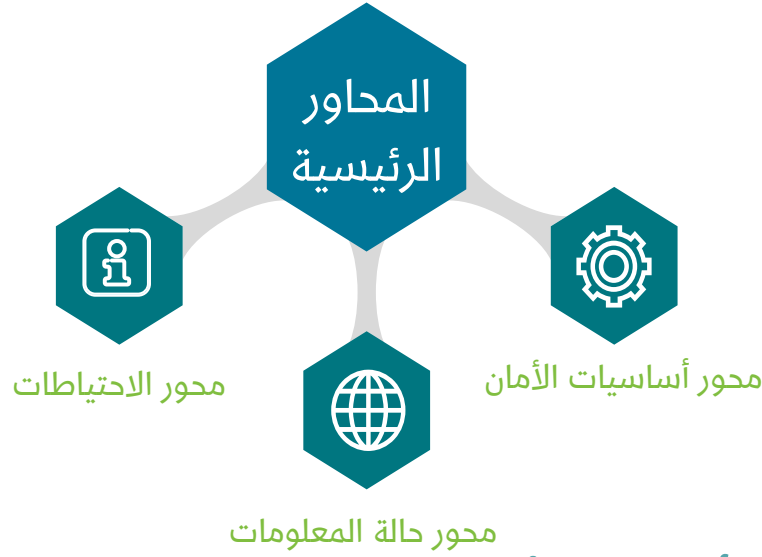 المحاور
الرئيسية
محور أساسيات الأمان
محور حالة المعلومات
محور الاحتياطات